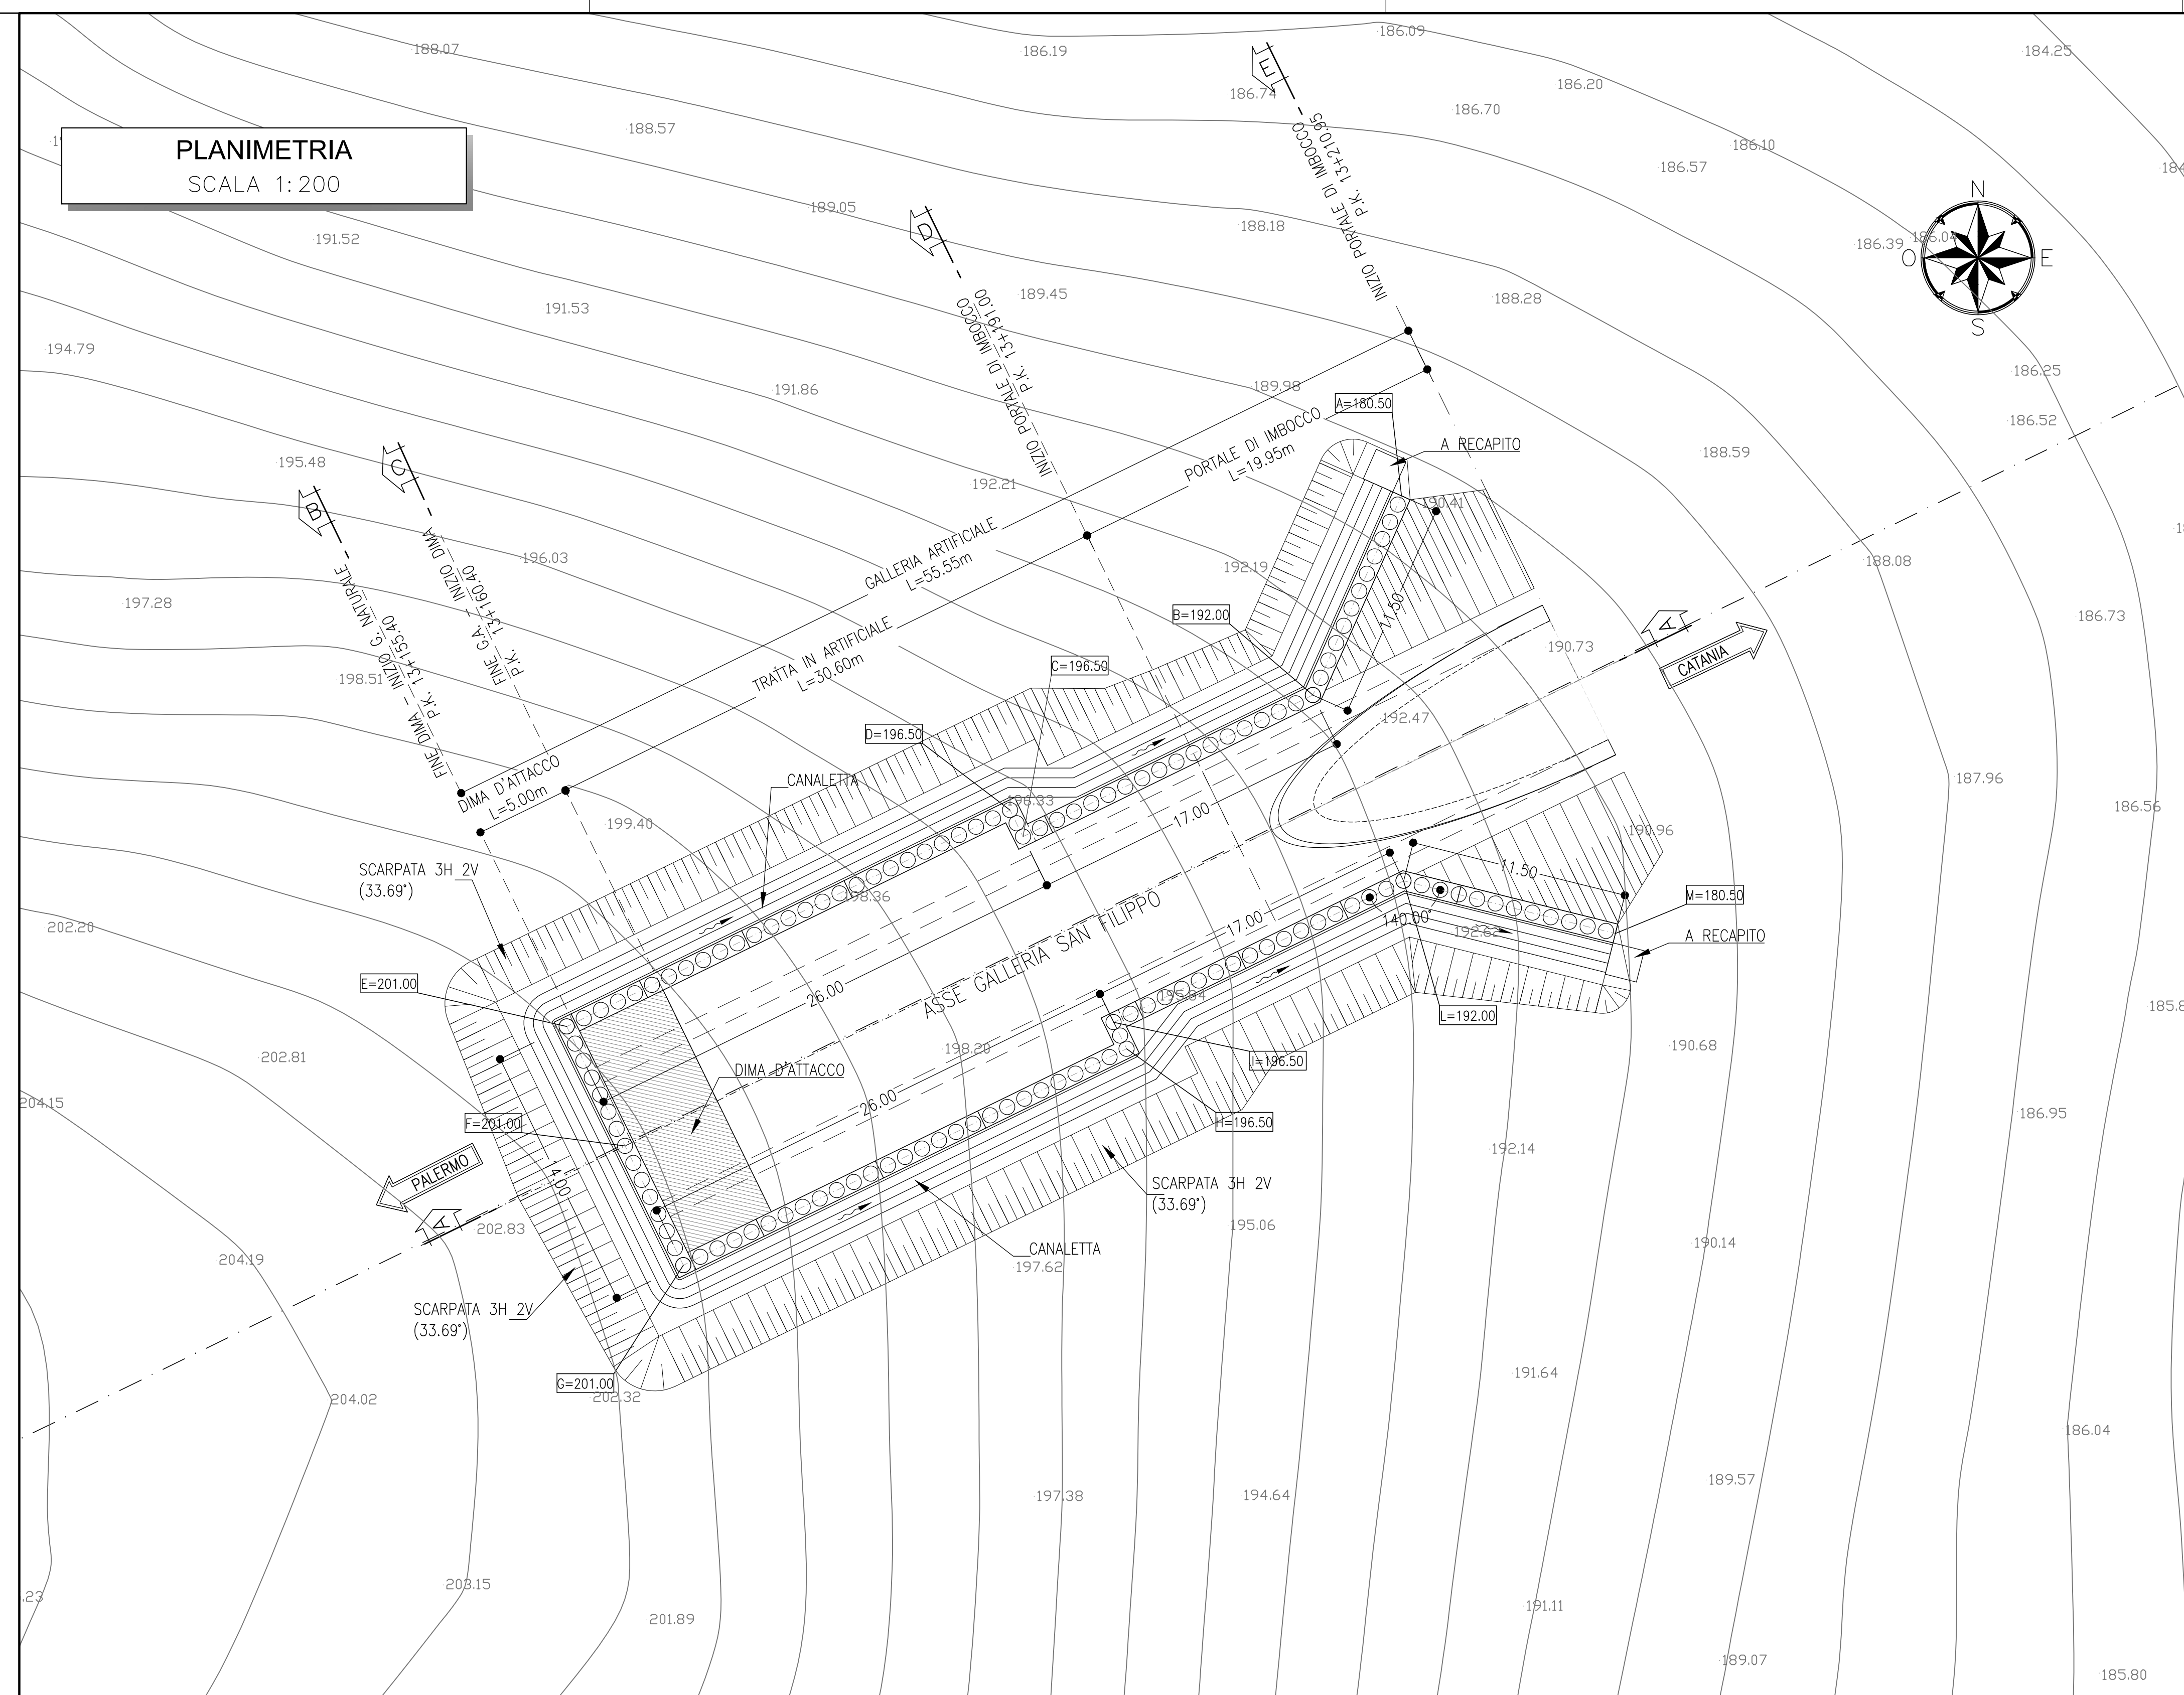 188.07
186.19
186.09
184.25
186.74
186.70
186.20
E
PLANIMETRIA
SCALA 1:200
188.57
186.10
186.57
INIZIO PORTALE DI IMBOCCO
P.K. 13+210.95
N
O
E
S
189.05
191.52
188.18
186.39
186.04
D
INIZIO PORTALE DI IMBOCCO
P.K. 13+191.00
191.53
189.45
188.28
194.79
191.86
189.98
186.25
186.52
A=180.50
A RECAPITO
PORTALE DI IMBOCCO
L=19.95m
188.59
195.48
192.21
190.41
C
FINE G.A. - INIZIO DIMA
P.K. 13+160.40
B
FINE DIMA - INIZIO G. NATURALE
P.K. 13+155.40
196.03
GALLERIA ARTIFICIALE
L=55.55m
192.19
188.08
197.28
11.50
B=192.00
186.73
TRATTA IN ARTIFICIALE
L=30.60m
A
CATANIA
190.73
198.51
C=196.50
D=196.50
192.47
DIMA D'ATTACCO
L=5.00m
CANALETTA
196.33
187.96
186.56
199.40
17.00
190.96
SCARPATA 3H 2V
(33.69°)
198.36
11.50
M=180.50
ASSE GALLERIA SAN FILIPPO
17.00
140.00°
192.62
A RECAPITO
202.20
E=201.00
26.00
195.84
L=192.00
202.81
198.20
I=196.50
190.68
DIMA D'ATTACCO
204.15
26.00
H=196.50
186.95
F=201.00
PALERMO
A
192.14
SCARPATA 3H 2V
(33.69°)
202.83
195.06
190.14
204.19
CANALETTA
197.62
SCARPATA 3H 2V
(33.69°)
G=201.00
202.32
204.02
191.64
186.04
189.57
197.38
194.64
203.15
201.89
191.11
189.07
185.80